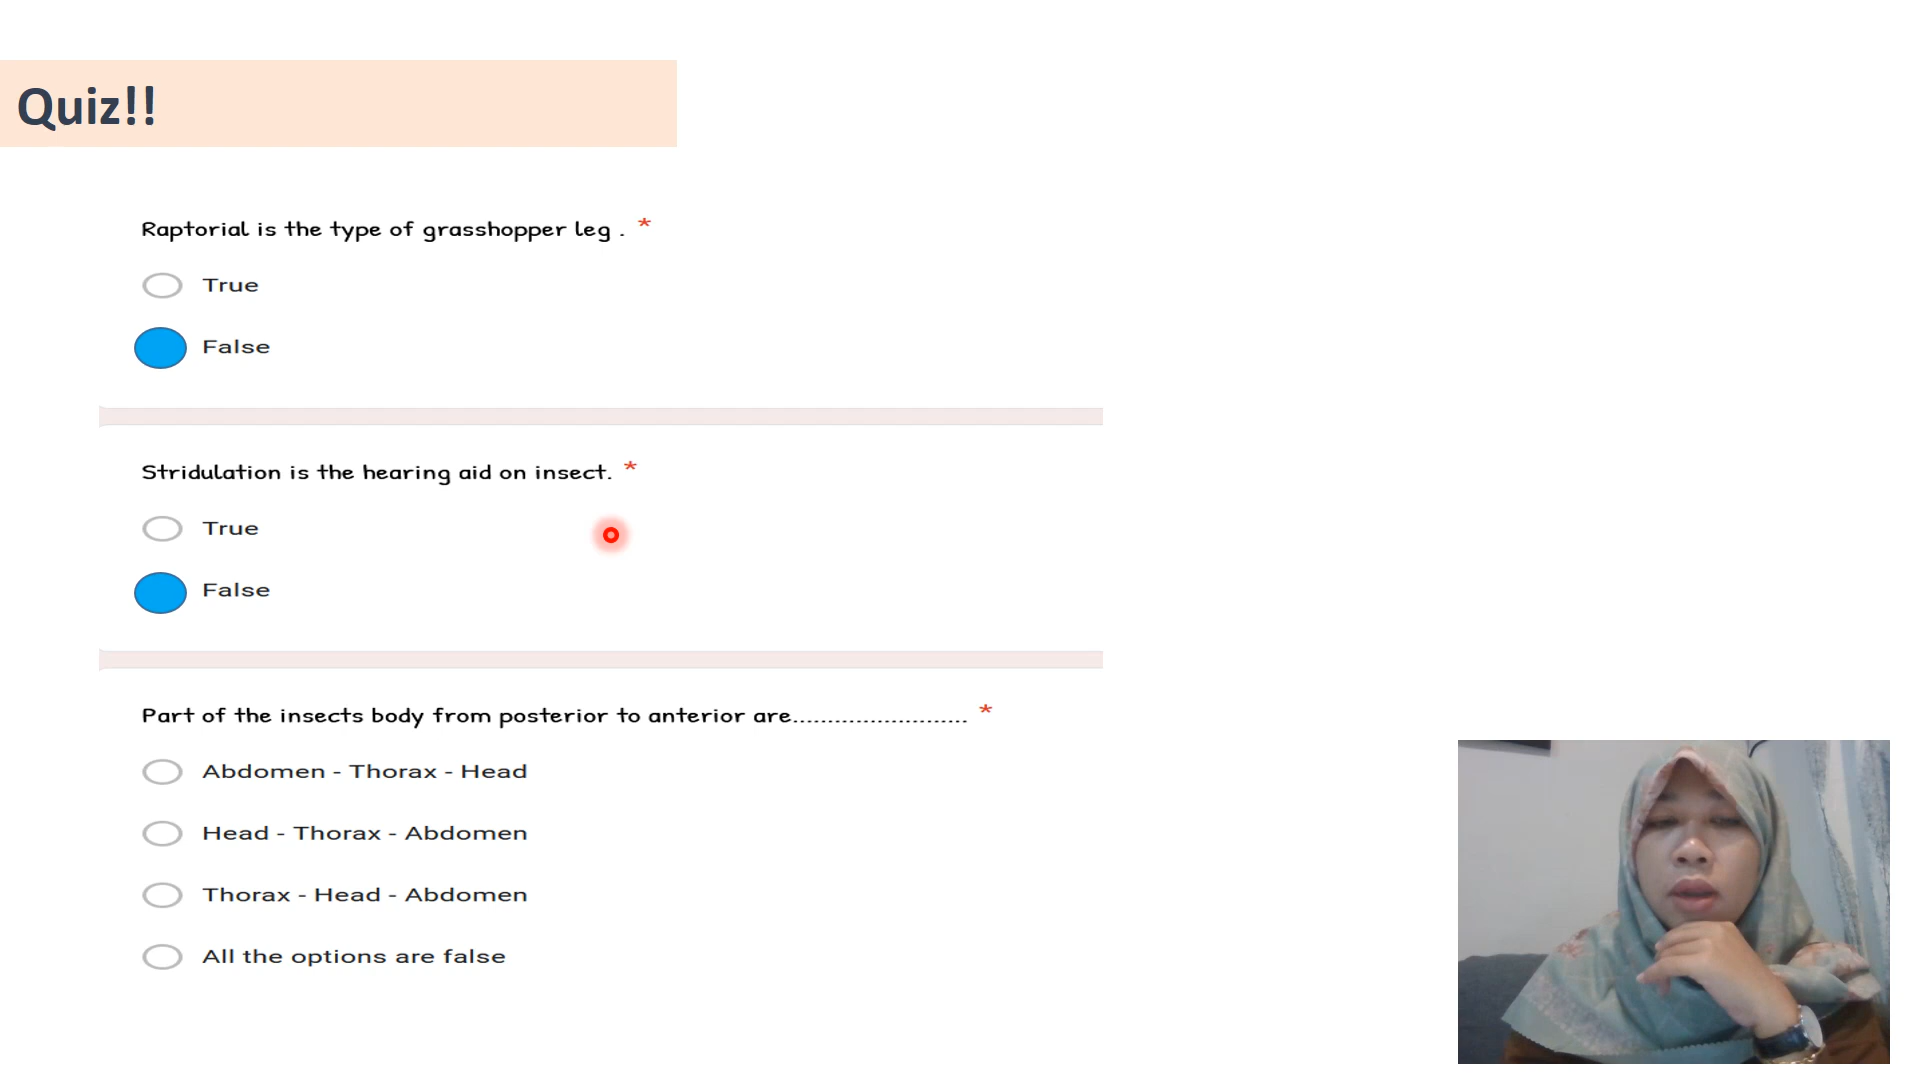 Quiz!!
Raptorial is the type of grasshopper leg . *
True
False
Stridulation is the hearing aid on insect. *
True
False
Part of the insects body from posterior to anterior are......................... *
Abdomen - Thorax - Head
Head - Thorax - Abdomen
Thorax - Head - Abdomen
All the options are false